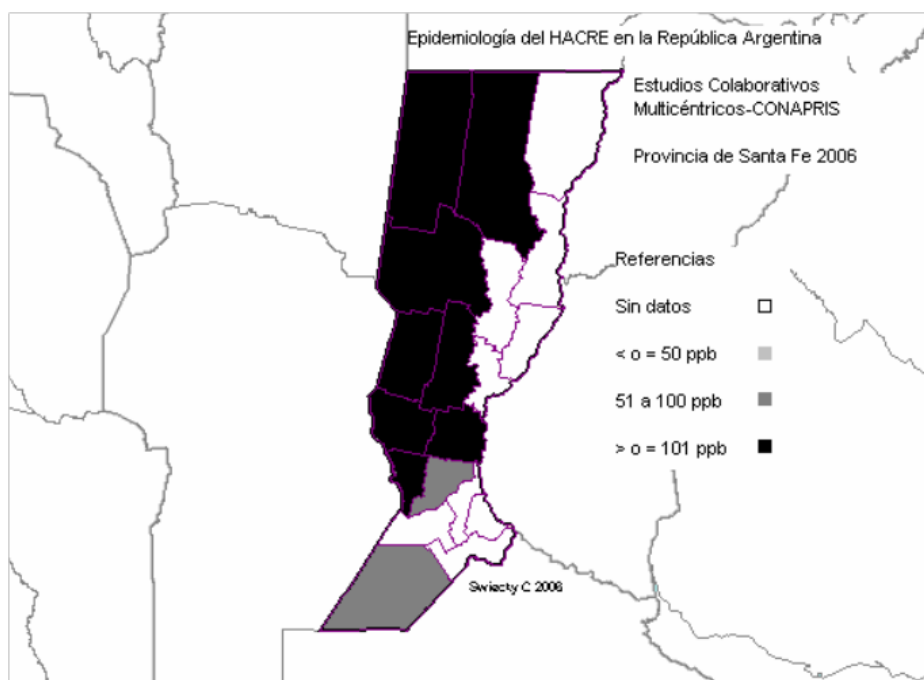 Epidemiología del HACRE en la República Argentina
Estudios Colaborativos
Multicéntricos-CONAPRIS
Provincia de Santa Fe 2006
Referencias
Sin datos
< o = 50 ppb
51 a 100 ppb
> o = 101 ppb
Swiecty C 2006